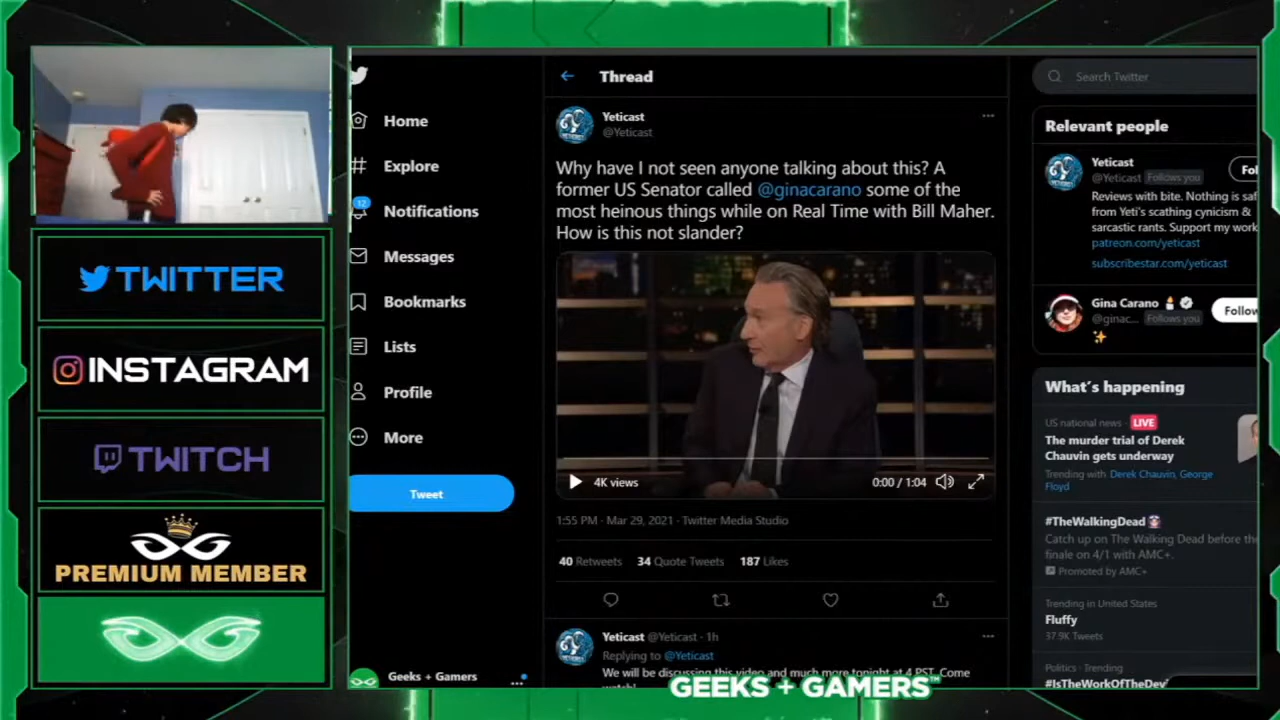 TWITTER
INSTAGRAM
TWITCH
PREMIUM MEMBER
Home
Explore
12
Notifications
Messages
Bookmarks
Lists
Profile
More
Tweet
Geeks + Gamers
Thread
Yeticast
@Yeticast
Why have I not seen anyone talking about this? A
former US Senator called @ginacarano some of the
most heinous things while on Real Time with Bill Maher.
How is this not slander?
4K views
0:00 / 1:04
1:55 PM · Mar 29, 2021 · Twitter Media Studio
40 Retweets 34 Quote Tweets 187 Likes
Yeticast @Yeticast · 1h
Replying to @Yeticast
We will be discussing this video and much more tonight at 4 PST. Come
GEEKS + GAMERS™
Search Twitter
Relevant people
Yeticast
@Yeticast Follows you
Fol
Reviews with bite. Nothing is saf
from Yeti's scathing cynicism &
sarcastic rants. Support my work
patreon.com/yeticast
subscribestar.com/yeticast
Gina Carano
@ginac... Follows you
Follow
What's happening
US national news · LIVE
The murder trial of Derek
Chauvin gets underway
Trending with Derek Chauvin, George
Floyd
#TheWalkingDead
Catch up on The Walking Dead before the
finale on 4/1 with AMC+.
Promoted by AMC+
Trending in United States
Fluffy
37.9K Tweets
Politics · Trending
#IsTheWorkOfTheDevi